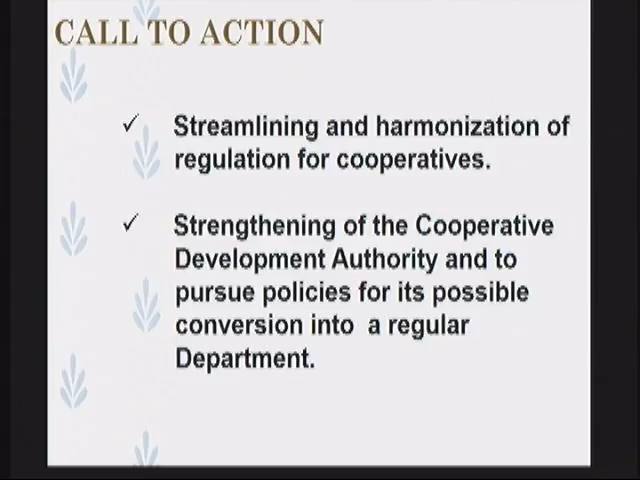 CALL TO ACTION
✓ Streamlining and harmonization of
regulation for cooperatives.
✓ Strengthening of the Cooperative
Development Authority and to
pursue policies for its possible
conversion into a regular
Department.